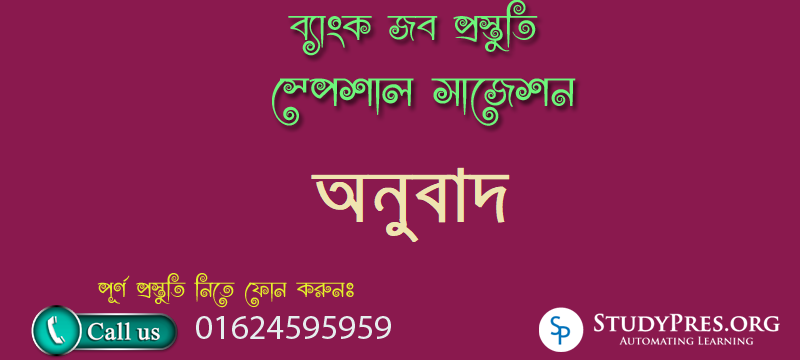 ব্যাংক জব প্রস্তুতি
স্পেশাল সাজেশন
অনুবাদ
পূর্ণ প্রস্তুতি নিতে ফোন করুনঃ
Call us 01624595959
SP STUDYPRES.ORG
AUTOMATING LEARNING